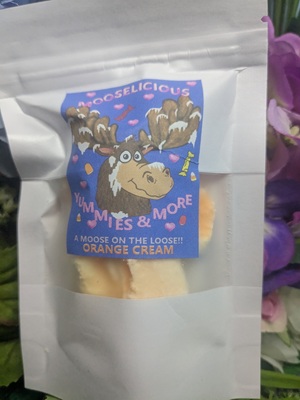 MOOSELICIOUS
YUMMIES & MORE
A MOOSE ON THE LOOSE!!
ORANGE CREAM